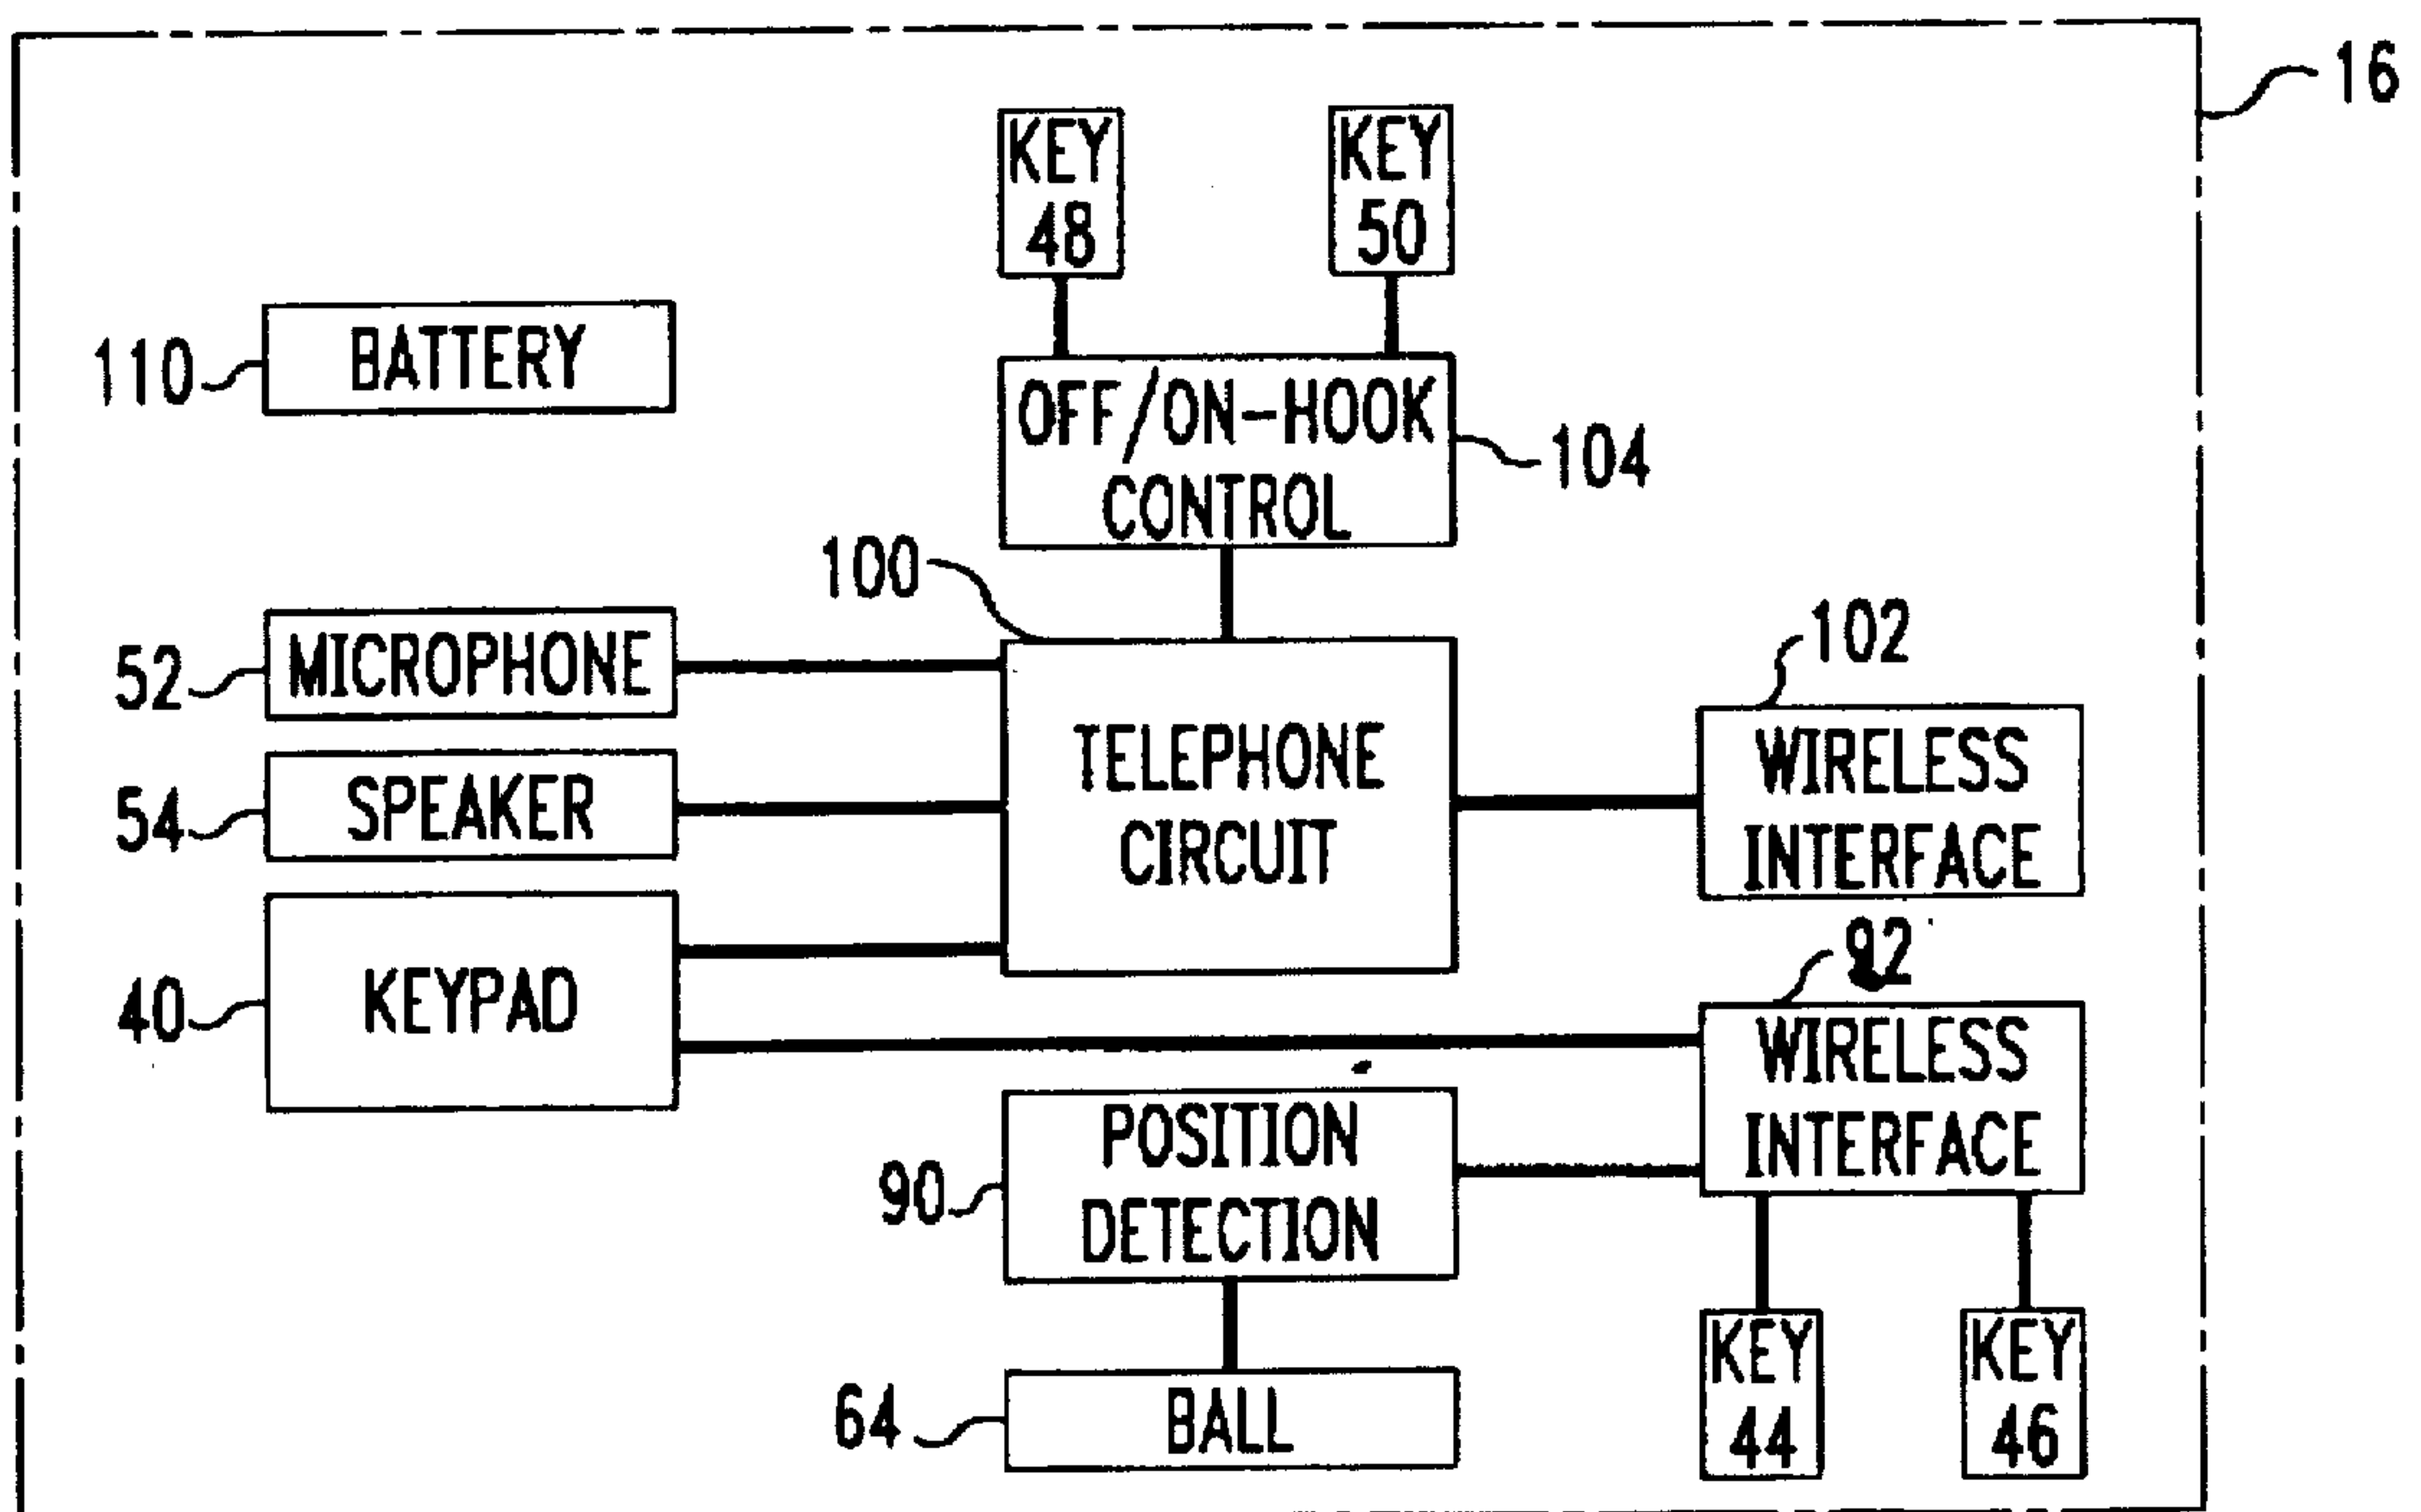 16
KEY
48
KEY
50
110
BATTERY
OFF/ON-HOOK
CONTROL
104
100
52
MICROPHONE
102
54
SPEAKER
TELEPHONE
CIRCUIT
WIRELESS
INTERFACE
40
KEYPAD
92
WIRELESS
INTERFACE
90
POSITION
DETECTION
64
BALL
KEY
44
KEY
46